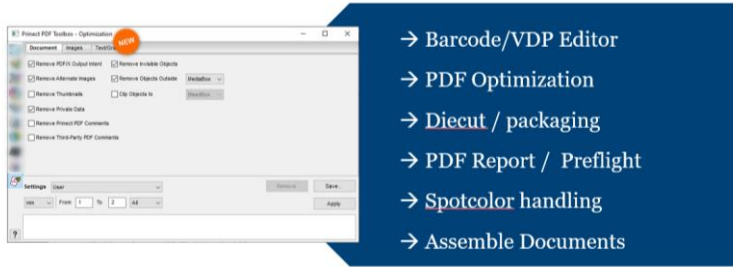 Prinect PDF Toolbox - Optimization
NEW
Document Images Text/Gra
Remove PDF/X Output Intent Remove Invisible Objects
Remove Alternate Images Remove Objects Outside MediaBox
Remove Thumbnails Clip Objects to MediaBox
Remove Private Data
Remove Prinect PDF Comments
Remove Third-Party PDF Comments
Settings User Remove Save...
From 1 To 2 All Apply
?
→ Barcode/VDP Editor
→ PDF Optimization
→ Diecut / packaging
→ PDF Report / Preflight
→ Spotcolor handling
→ Assemble Documents